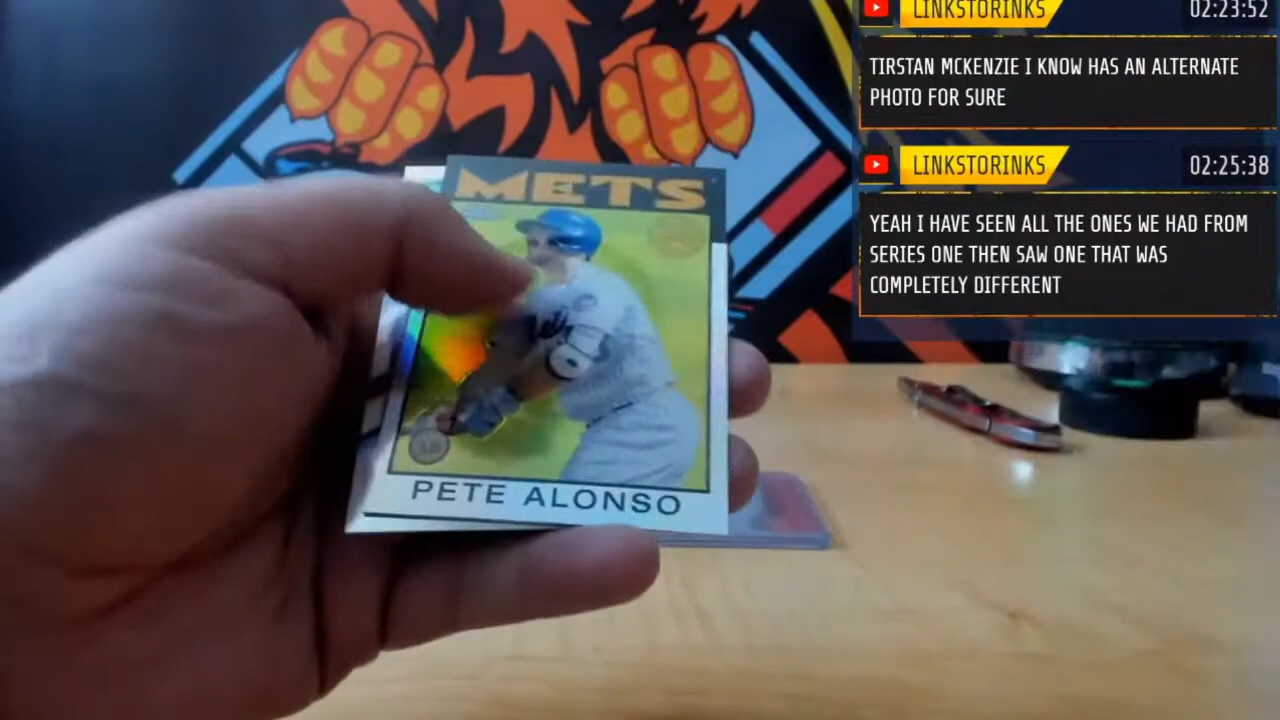 LINKSTORINKS 02:23:52
TIRSTAN MCKENZIE I KNOW HAS AN ALTERNATE
PHOTO FOR SURE
LINKSTORINKS 02:25:38
YEAH I HAVE SEEN ALL THE ONES WE HAD FROM
SERIES ONE THEN SAW ONE THAT WAS
COMPLETELY DIFFERENT
METS
PETE ALONSO